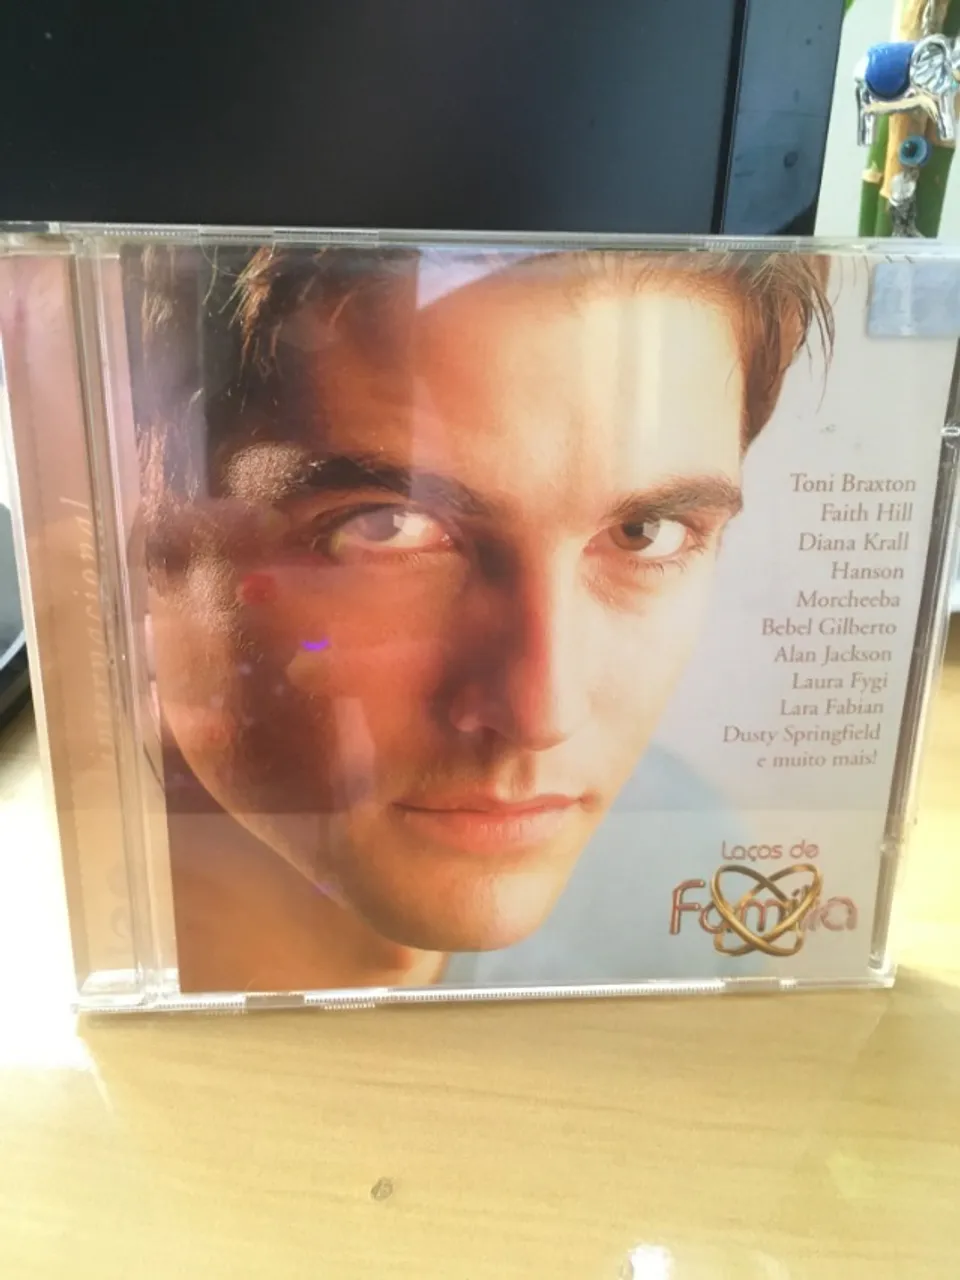 internacional
Toni Braxton
Faith Hill
Diana Krall
Hanson
Morcheeba
Bebel Gilberto
Alan Jackson
Laura Fygi
Lara Fabian
Dusty Springfield
e muito mais!
Laços de
Família